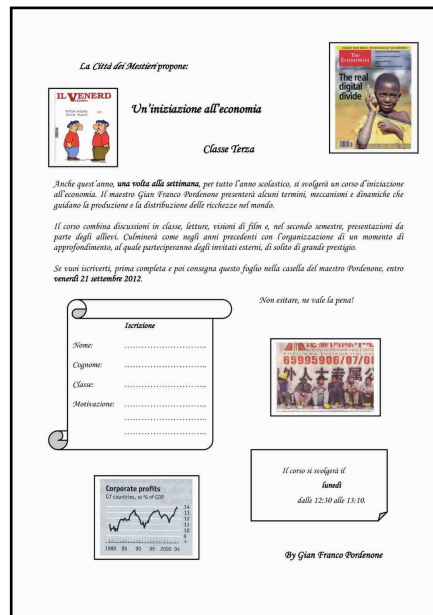 La Città dei Mestieri propone:
IL VENERD
The
Economist
The real
digital
divide
Un'iniziazione all'economia
Classe Terza
Anche quest'anno, una volta alla settimana, per tutto l'anno scolastico, si svolgerà un corso d'iniziazione
all'economia. Il maestro Gian Franco Pordenone presenterà alcuni termini, meccanismi e dinamiche che
guidano la produzione e la distribuzione delle ricchezze nel mondo.
Il corso combina discussioni in classe, letture, visioni di film e, nel secondo semestre, presentazioni da
parte degli allievi. Culminerà come negli anni precedenti con l'organizzazione di un momento di
approfondimento, al quale parteciperanno degli invitati esterni, di solito di grande prestigio.
Se vuoi iscriverti, prima completa e poi consegna questo foglio nella casella del maestro Pordenone, entro
venerdì 21 settembre 2012.
Non esitare, ne vale la pena!
Iscrizione
Nome: ...........................
Cognome: ...........................
Classe: ...........................
Motivazione: ...........................
...........................
...........................
65995906/07/08
Il corso si svolgerà il
lunedì
dalle 12:30 alle 13:10.
Corporate profits
G7 countries, as % of GDP
14
13
12
11
10
9
1980 85 90 95 2000 04
By Gian Franco Pordenone